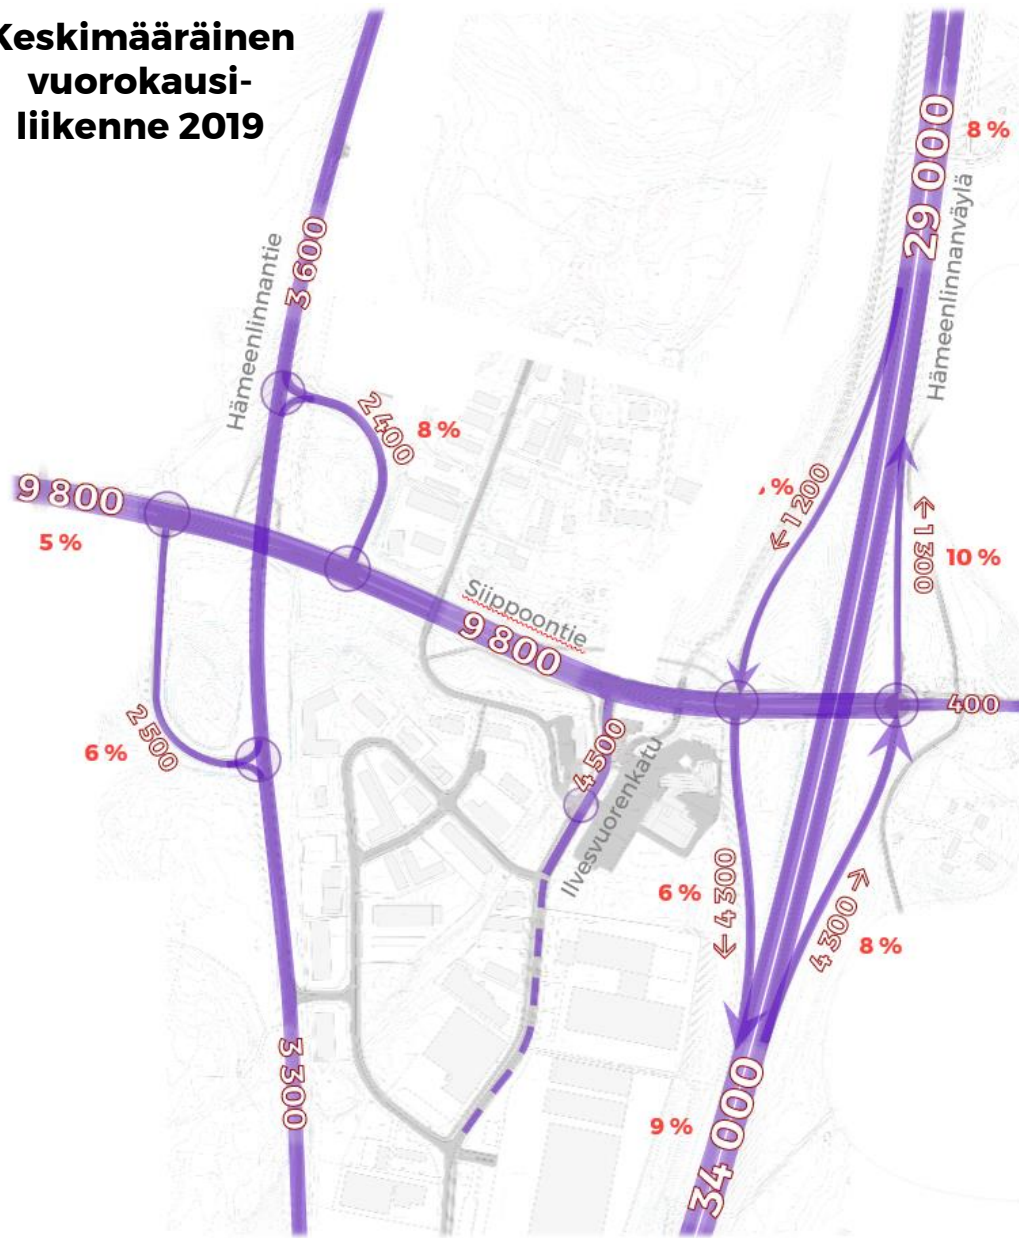 Keskimääräinen
vuorokausi-
liikenne 2019
8 %
29 000
Hämeenlinnanväylä
3 600
Hämeenlinnantie
2 400
8 %
9 800
5 %
%
← 1 200
← 1 300
10 %
Siippoontie
9 800
400
2 500
6 %
4 500
Ilvesvuorenkatu
6 %
← 4 300
4 300 →
8 %
3 300
9 %
34 000